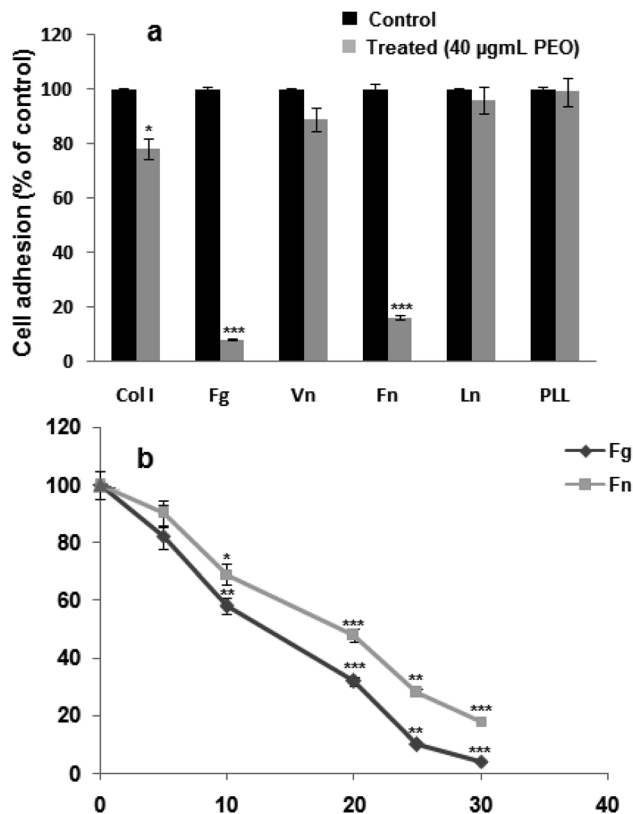 a
Control
Treated (40 µgmL PEO)
Cell adhesion (% of control)
120
100
80
60
40
20
0
*
***
***
Col I Fg Vn Fn Ln PLL
b
Fg
Fn
120
100
80
60
40
20
0
*
**
***
***
**
**
***
***
0 10 20 30 40